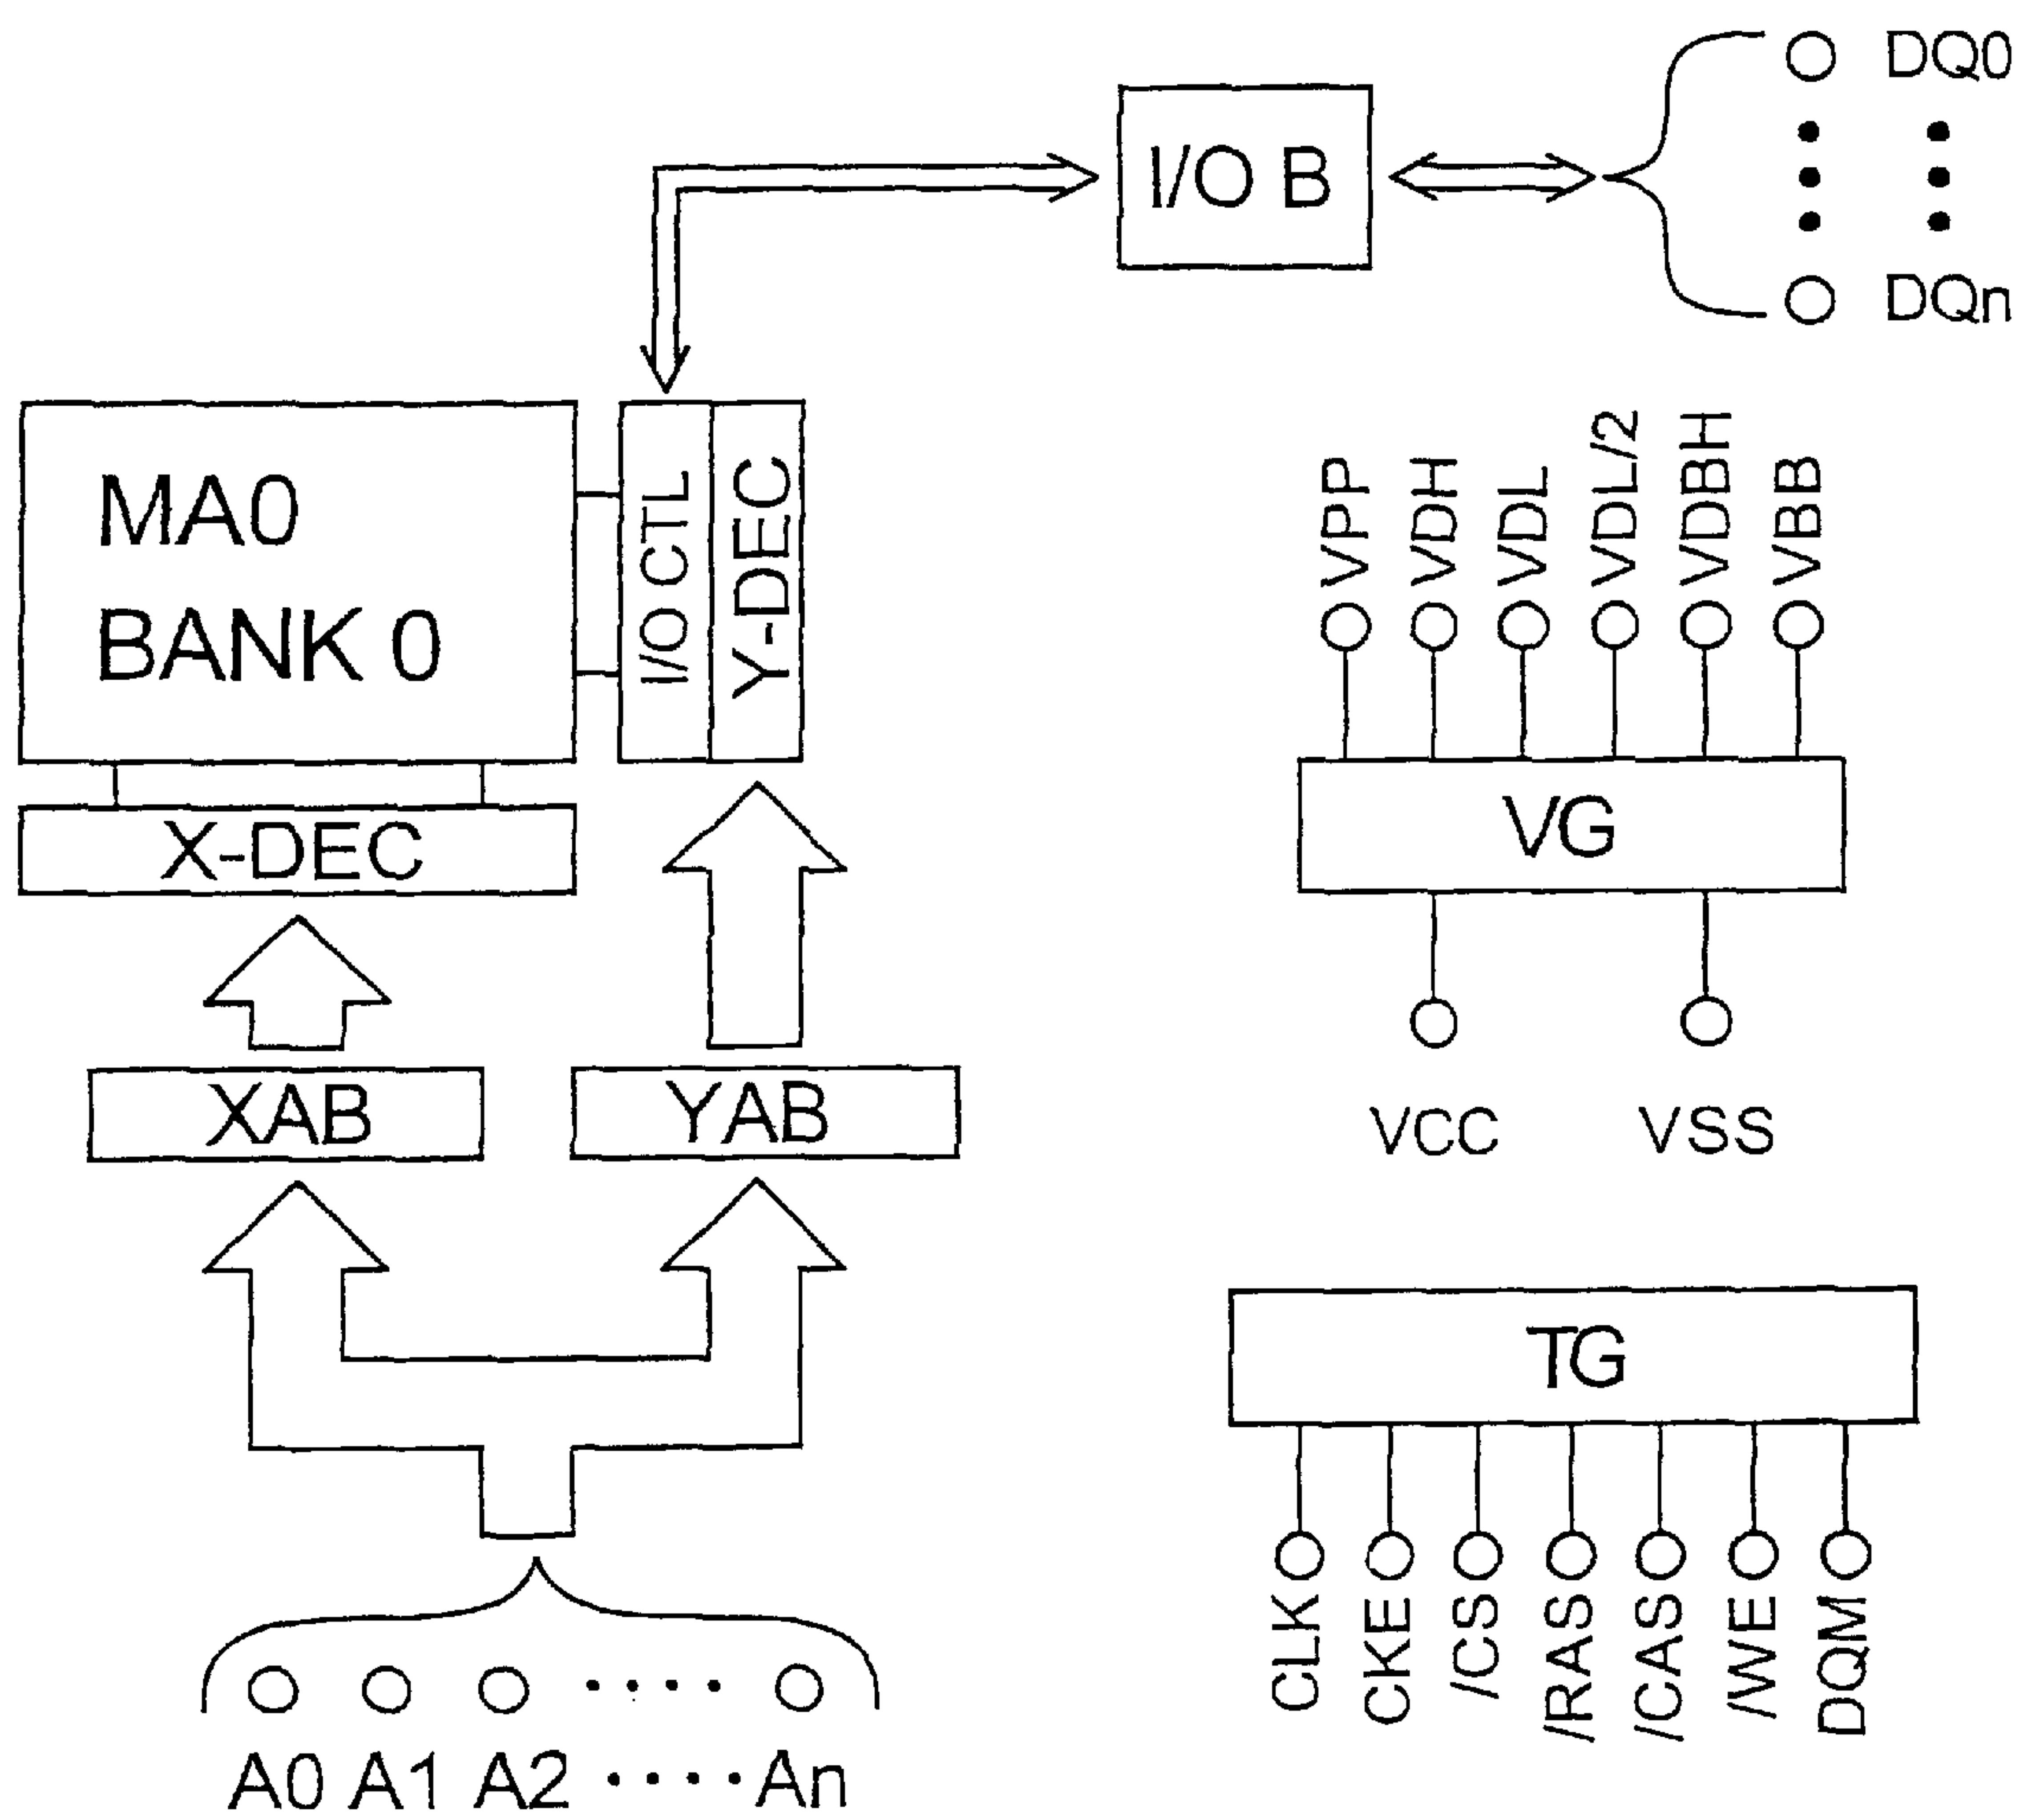 DQ0
I/O B
DQn
MA0
BANK 0
I/O CTL
Y-DEC
VPP
VDH
VDL
VDL/2
VDBH
VBB
X-DEC
VG
XAB
YAB
VCC
VSS
TG
CLK
CKE
/CS
/RAS
/CAS
/WE
DQM
A0 A1 A2 ···· An